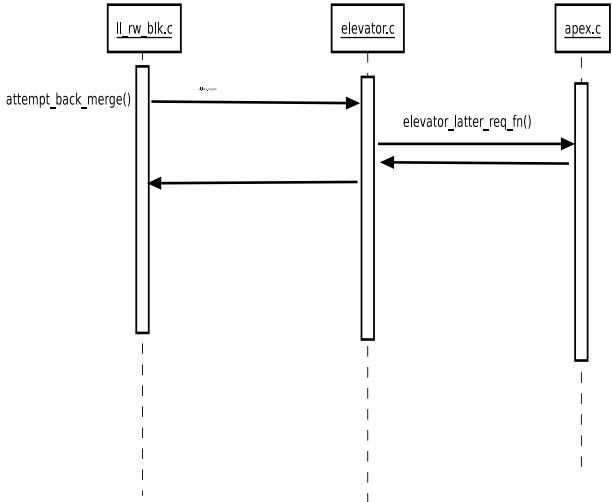 ll_rw_blk.c
elevator.c
apex.c
attempt_back_merge()
elevator_latter_req_fn()